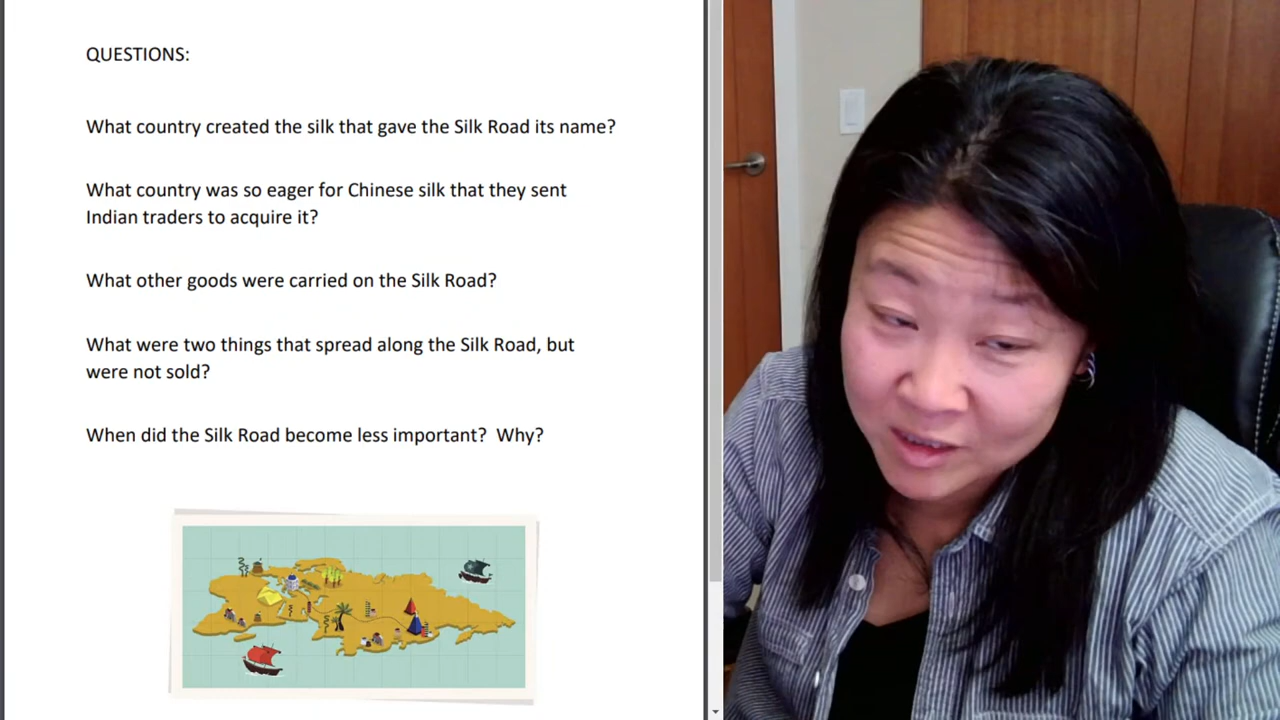 QUESTIONS:
What country created the silk that gave the Silk Road its name?
What country was so eager for Chinese silk that they sent
Indian traders to acquire it?
What other goods were carried on the Silk Road?
What were two things that spread along the Silk Road, but
were not sold?
When did the Silk Road become less important?  Why?